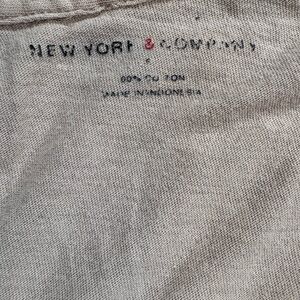 NEW YORK & COMPANY
60% COTTON
MADE IN INDONESIA